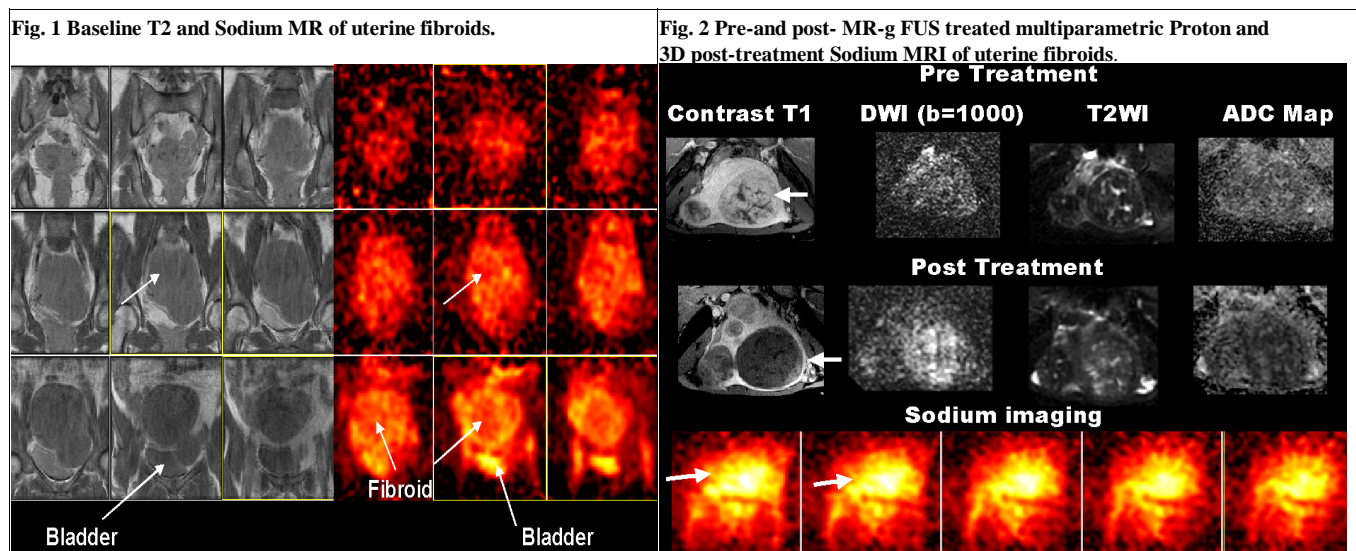 Fig. 1 Baseline T2 and Sodium MR of uterine fibroids.
Fibroid
Bladder
Bladder
Fig. 2 Pre-and post- MR-g FUS treated multiparametric Proton and
3D post-treatment Sodium MRI of uterine fibroids.
Pre Treatment
Contrast T1 DWI (b=1000) T2WI ADC Map
Post Treatment
Sodium imaging